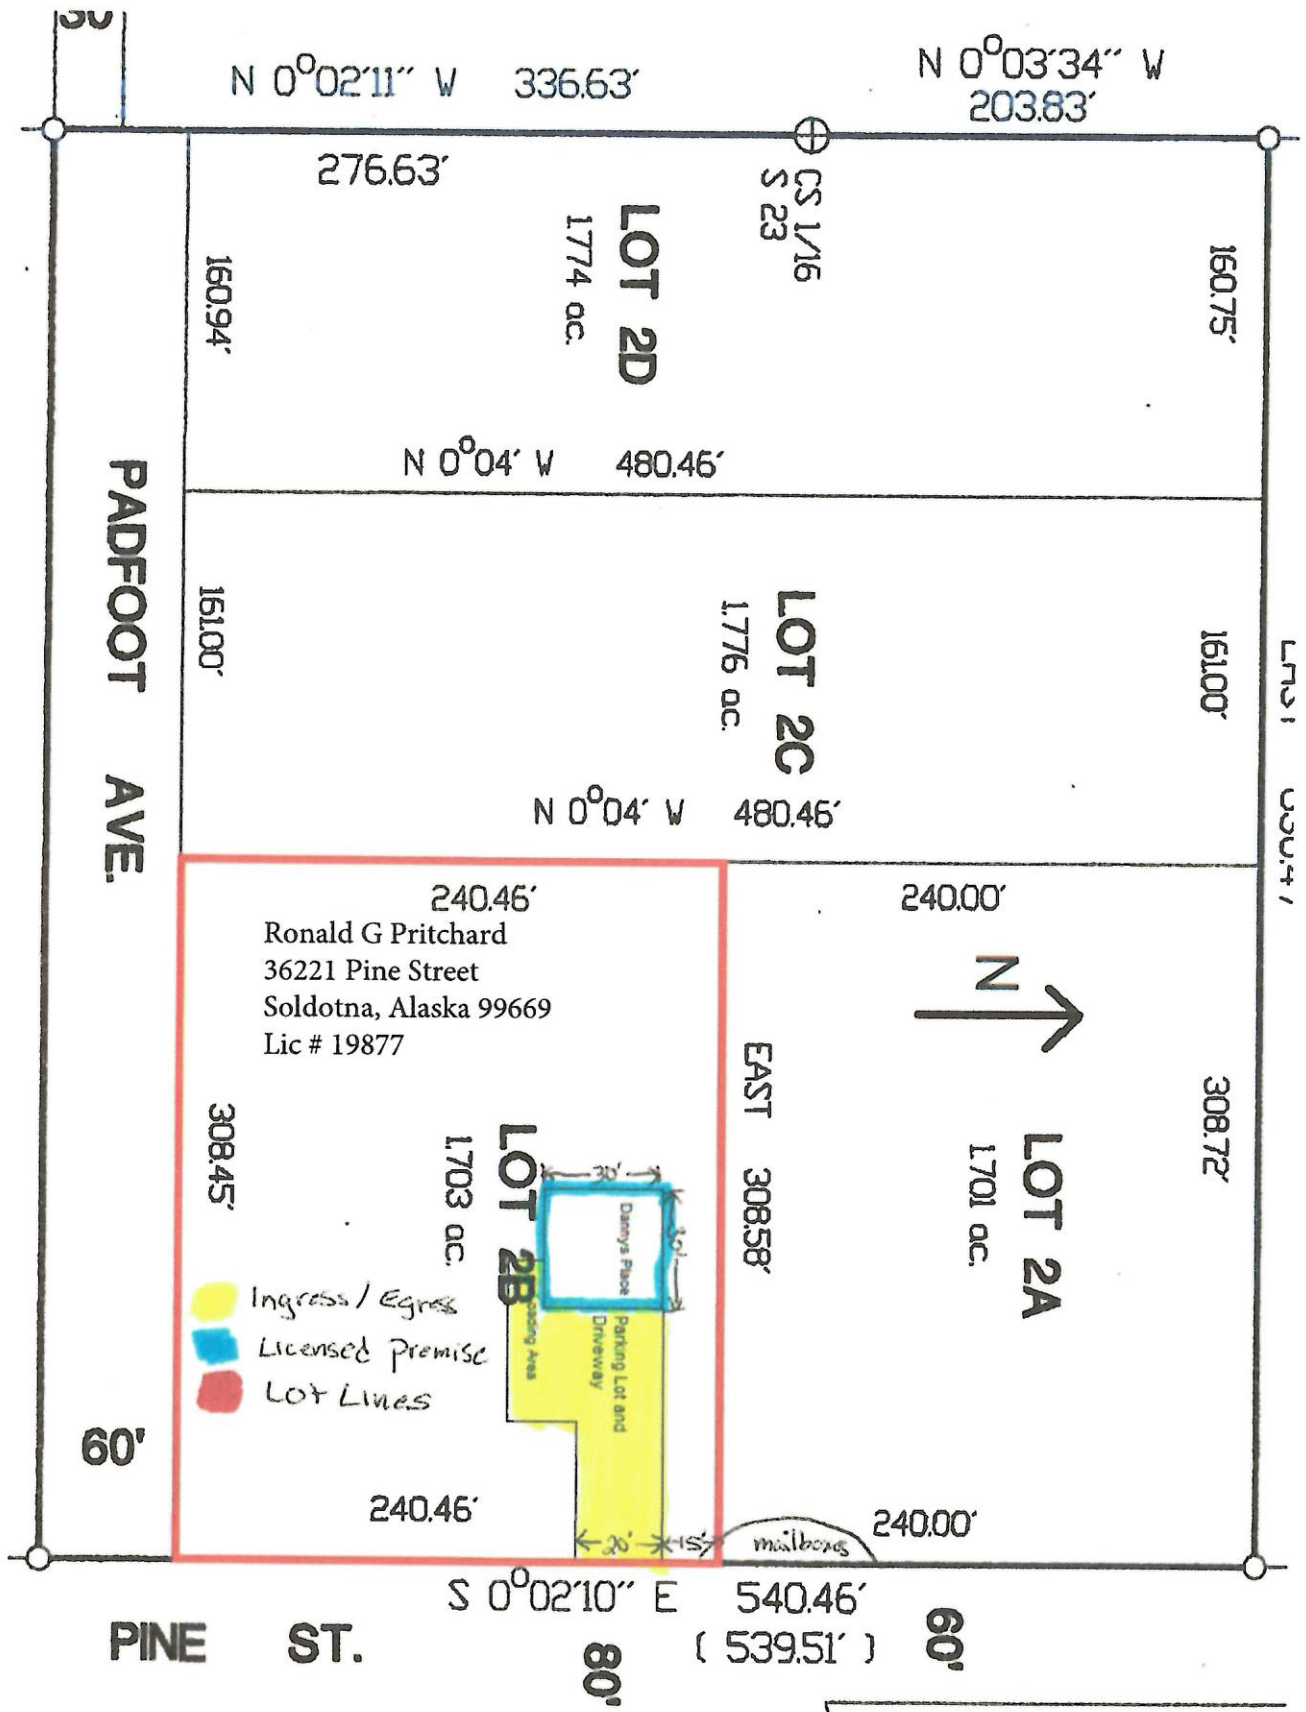 30
N 0°02'11" W 336.63'
N 0°03'34" W
203.83'
276.63'
CS 1/16
S 23
LOT 2D
1.774 ac.
160.94'
160.75'
N 0°04' W 480.46'
PADFOOT AVE.
161.00'
LOT 2C
1.776 ac.
161.00'
EAST
N 0°04' W 480.46'
240.46'
240.00'
Ronald G Pritchard
36221 Pine Street
Soldotna, Alaska 99669
Lic # 19877
N
EAST 308.58'
308.45'
LOT 2B
1.703 ac.
30'
30'
Dannys Place
Parking Lot and
Driveway
Loading Area
308.72'
LOT 2A
1.701 ac.
Ingress / Egress
Licensed Premise
Lot Lines
60'
240.46'
15'
mailboxes
240.00'
S 0°02'10" E 540.46'
( 539.51' )
PINE ST.
80'
60'